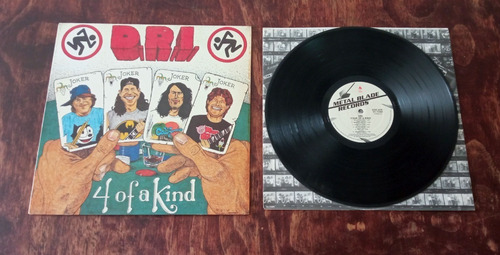 D.R.I.
JOKER
JOKER
JOKER
JOKER
4 of a Kind
METAL BLADE
RECORDS